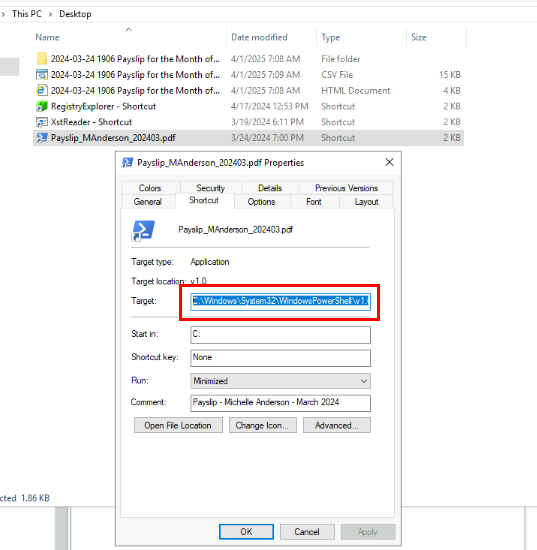 This PC > Desktop
Name Date modified Type Size
2024-03-24 1906 Payslip for the Month of... 4/1/2025 7:08 AM File folder
2024-03-24 1906 Payslip for the Month of... 4/1/2025 7:09 AM CSV File 15 KB
2024-03-24 1906 Payslip for the Month of... 4/1/2025 7:08 AM HTML Document 4 KB
RegistryExplorer - Shortcut 4/17/2024 12:53 PM Shortcut 2 KB
XstReader - Shortcut 3/19/2024 6:11 PM Shortcut 2 KB
Payslip_MAnderson_202403.pdf 3/24/2024 7:00 PM Shortcut 2 KB
Payslip_MAnderson_202403.pdf Properties
Colors Security Details Previous Versions
General Shortcut Options Font Layout
Payslip_MAnderson_202403.pdf
Target type: Application
Target location: v1.0
Target: C:\Windows\System32\WindowsPowerShell\v1.
Start in: C:
Shortcut key: None
Run: Minimized
Comment: Payslip - Michelle Anderson - March 2024
Open File Location Change Icon... Advanced...
cted 1.86 KB
OK Cancel Apply